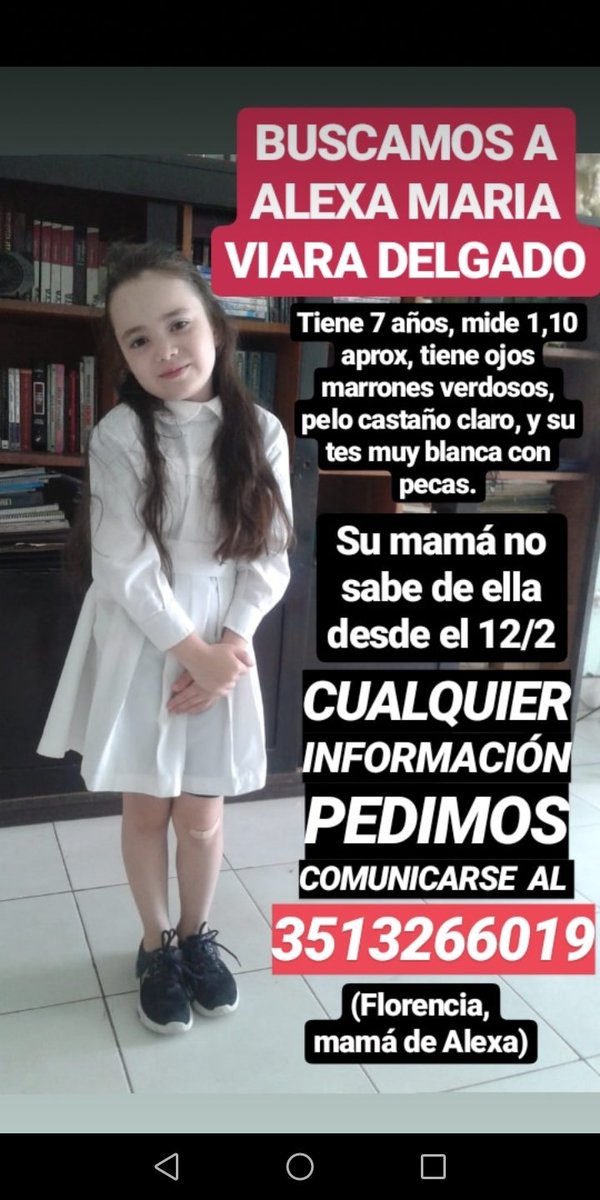 BUSCAMOS A
ALEXA MARIA
VIARA DELGADO
Tiene 7 años, mide 1,10
aprox, tiene ojos
marrones verdosos,
pelo castaño claro, y su
tes muy blanca con
pecas.
Su mamá no
sabe de ella
desde el 12/2
CUALQUIER
INFORMACIÓN
PEDIMOS
COMUNICARSE AL
3513266019
(Florencia,
mamá de Alexa)